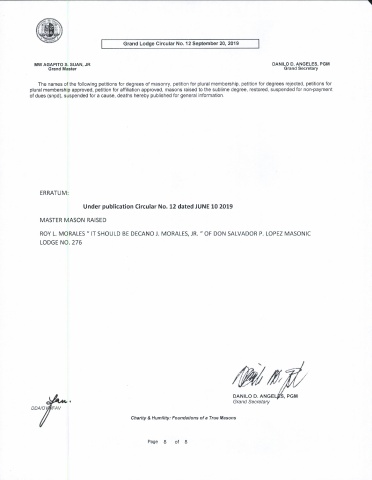 Grand Lodge Circular No. 12 September 20, 2019
MW AGAPITO S. SUAN, JR
Grand Master
DANILO D. ANGELES, PGM
Grand Secretary
The names of the following petitions for degrees of masonry, petition for plural membership, petition for degrees rejected, petitions for
plural membership approved, petition for affiliation approved, masons raised to the sublime degree, restored, suspended for non-payment
of dues (snpd), suspended for a cause, deaths hereby published for general information.
ERRATUM:
Under publication Circular No. 12 dated JUNE 10 2019
MASTER MASON RAISED
ROY L. MORALES " IT SHOULD BE DECANO J. MORALES, JR. " OF DON SALVADOR P. LOPEZ MASONIC
LODGE NO. 276
DANILO D. ANGELES, PGM
Grand Secretary
Charity & Humility: Foundations of a True Masons
Page 5 of 5